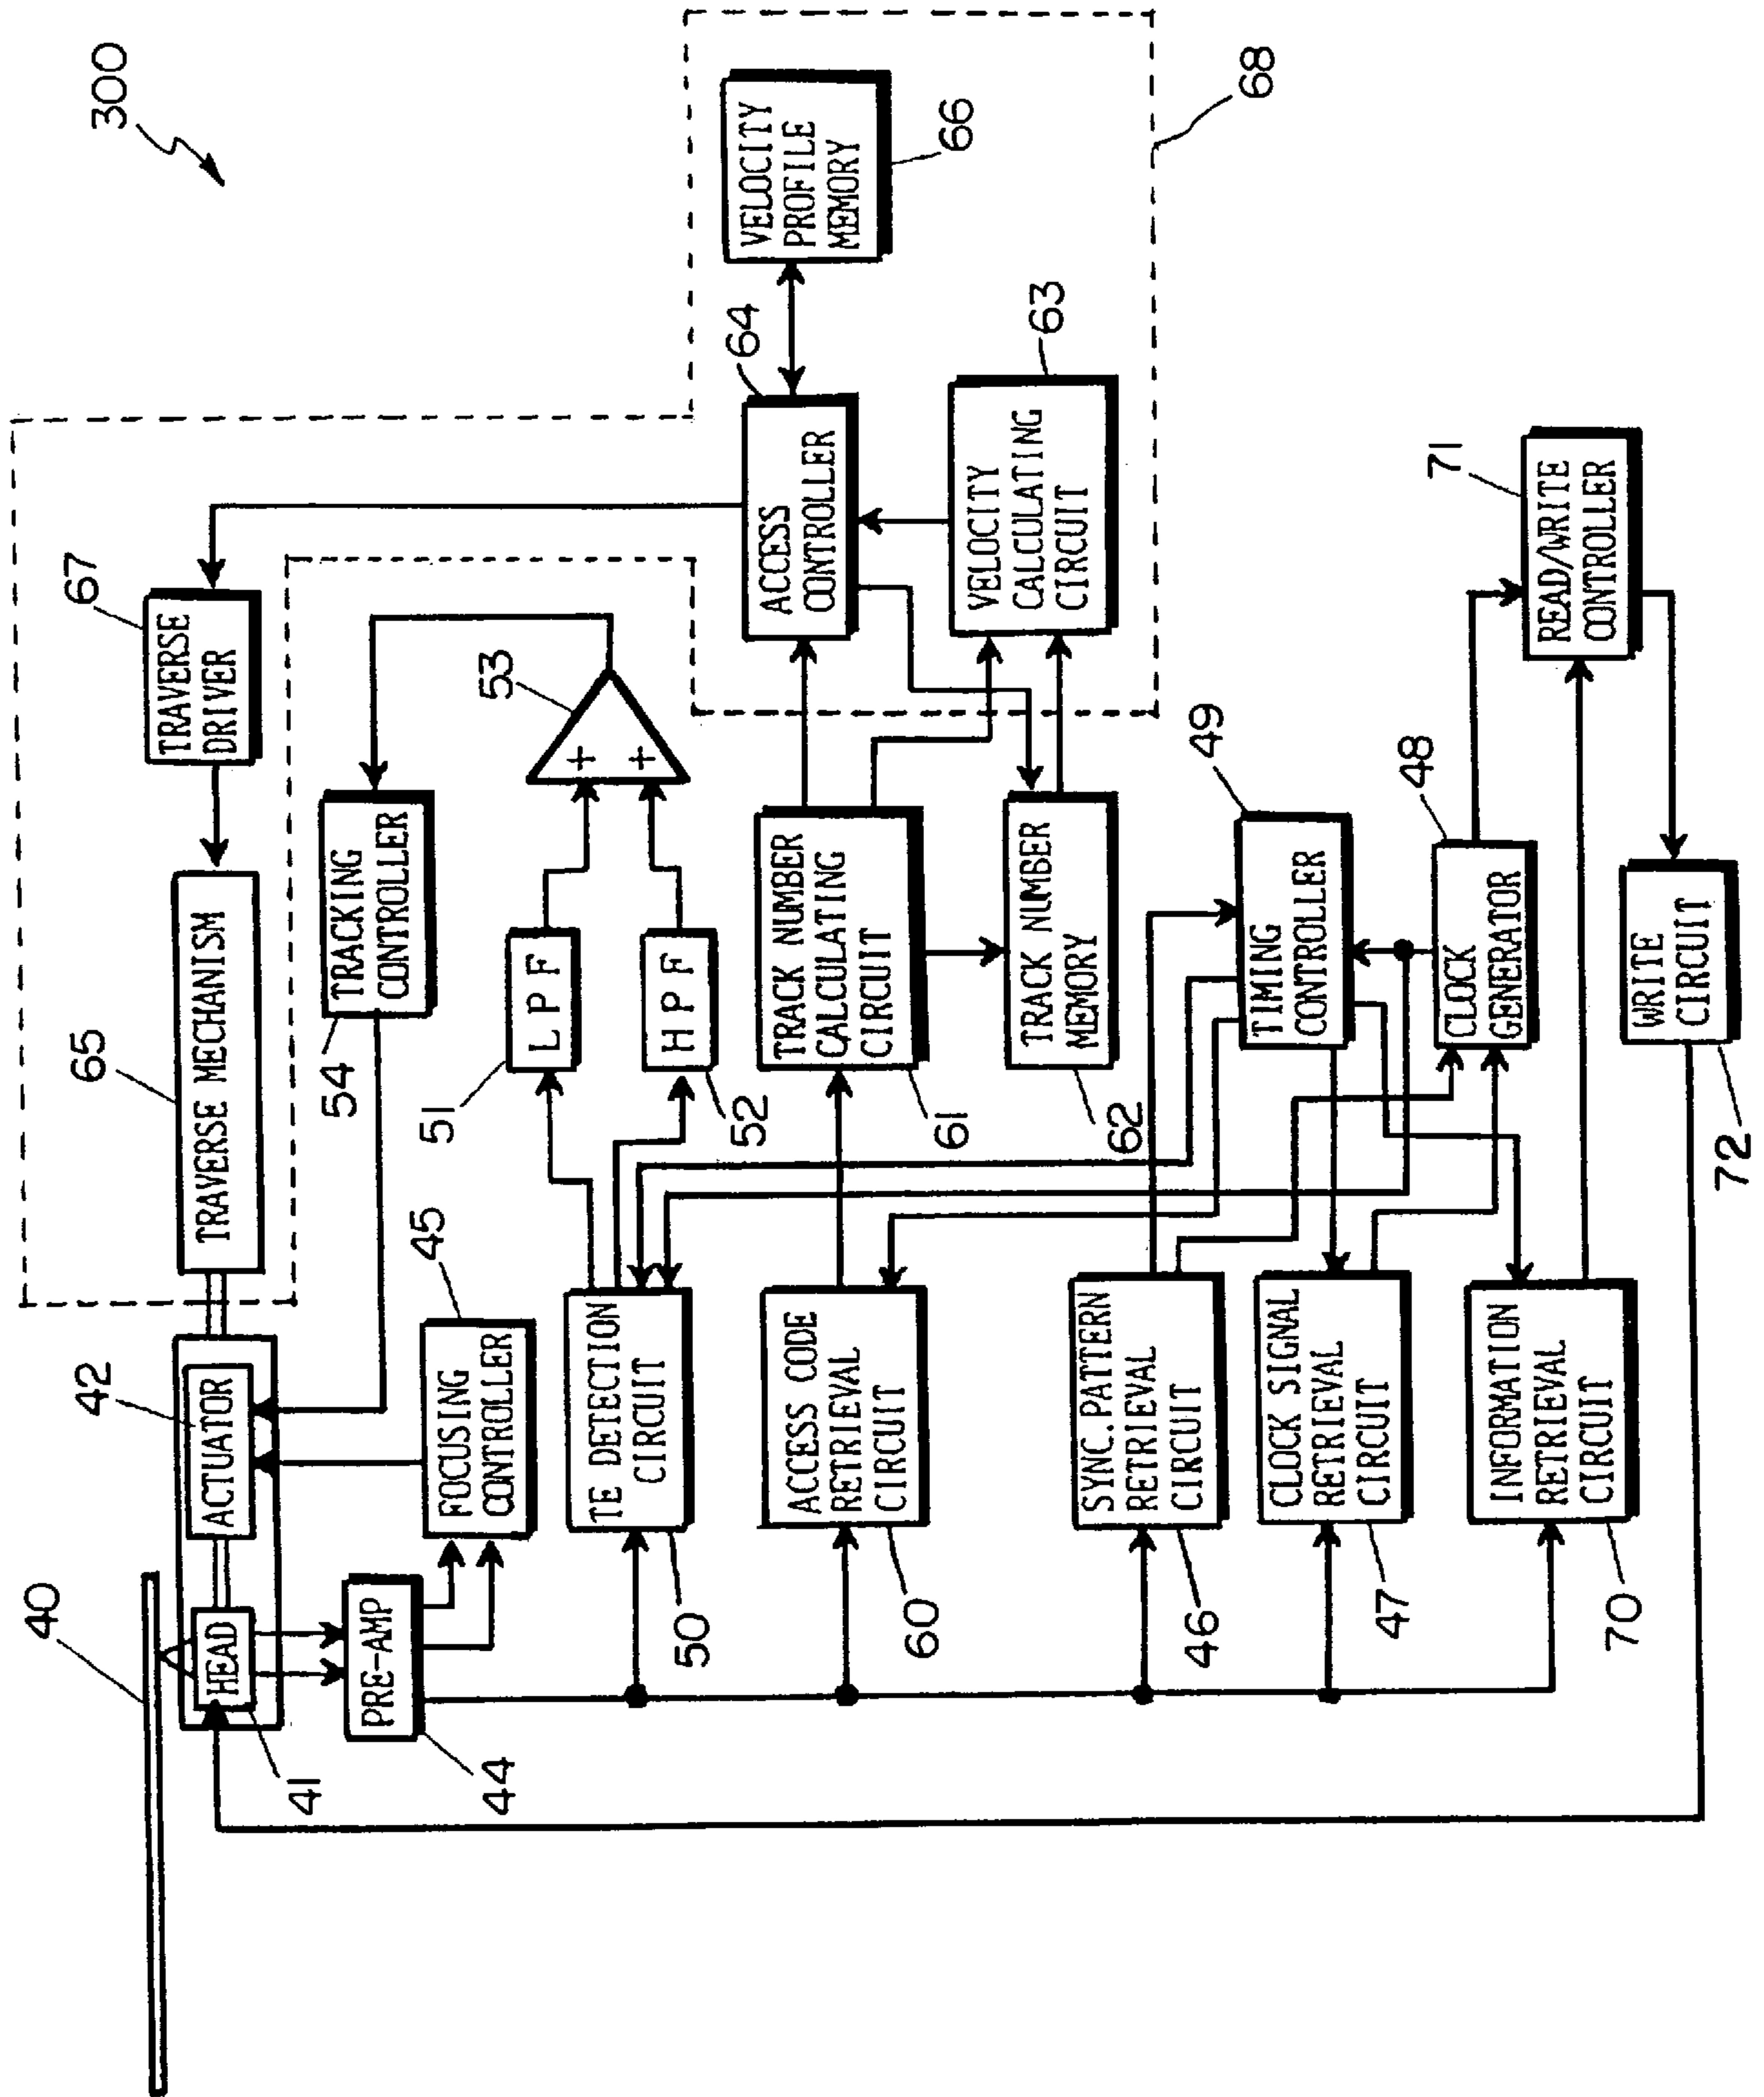 300
40
42
65
67
HEAD
ACTUATOR
TRAVERSE MECHANISM
TRAVERSE
DRIVER
41
PRE-AMP
44
45
FOCUSING
CONTROLLER
54
TRACKING
CONTROLLER
51
L P F
H P F
52
53
+
+
TE DETECTION
CIRCUIT
50
64
ACCESS
CONTROLLER
VELOCITY
PROFILE
MEMORY
66
ACCESS CODE
RETRIEVAL
CIRCUIT
60
TRACK NUMBER
CALCULATING
CIRCUIT
61
63
VELOCITY
CALCULATING
CIRCUIT
68
TRACK NUMBER
MEMORY
62
SYNC.PATTERN
RETRIEVAL
CIRCUIT
46
49
TIMING
CONTROLLER
CLOCK SIGNAL
RETRIEVAL
CIRCUIT
47
48
CLOCK
GENERATOR
71
READ/WRITE
CONTROLLER
INFORMATION
RETRIEVAL
CIRCUIT
70
WRITE
CIRCUIT
72